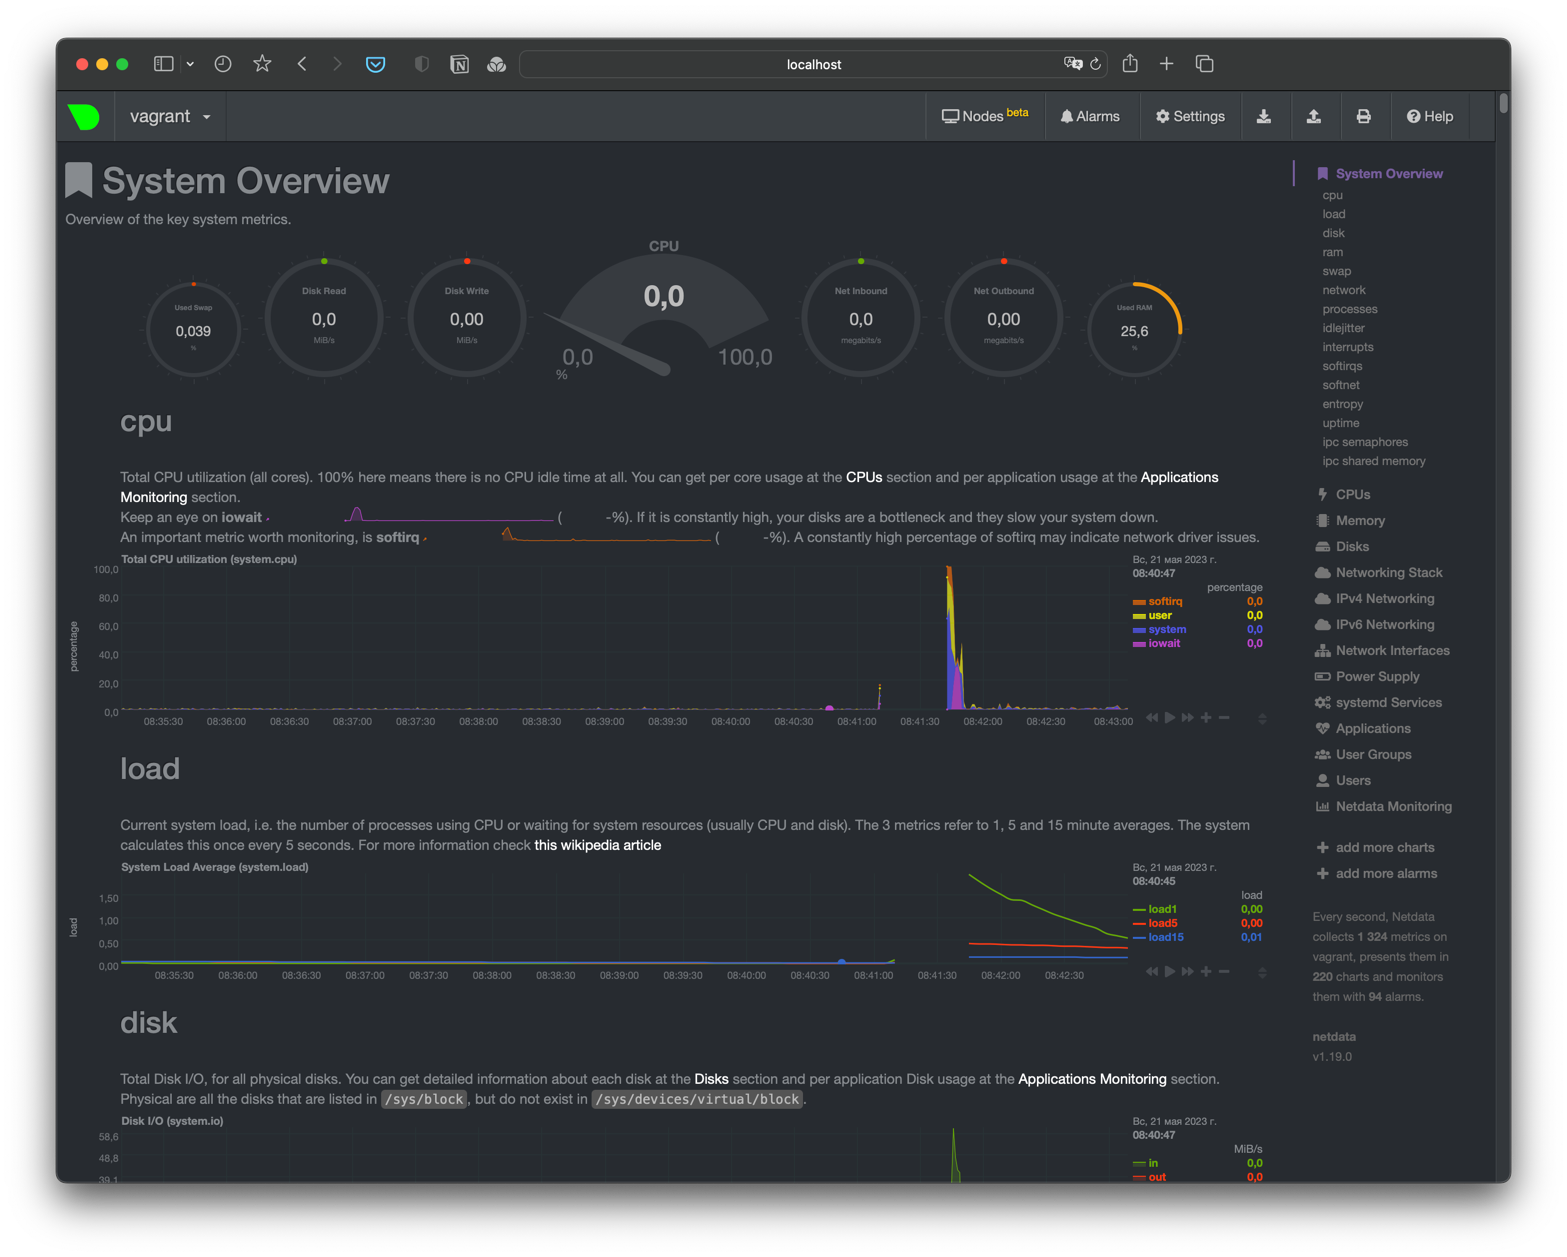 localhost
vagrant
Nodes beta
Alarms
Settings
Help
System Overview
Overview of the key system metrics.
Used Swap
0,039
%
Disk Read
0,0
MiB/s
Disk Write
0,00
MiB/s
CPU
0,0
0,0
100,0
%
Net Inbound
0,0
megabits/s
Net Outbound
0,00
megabits/s
Used RAM
25,6
%
cpu
Total CPU utilization (all cores). 100% here means there is no CPU idle time at all. You can get per core usage at the CPUs section and per application usage at the Applications
Monitoring section.
Keep an eye on iowait ( -%). If it is constantly high, your disks are a bottleneck and they slow your system down.
An important metric worth monitoring, is softirq ( -%). A constantly high percentage of softirq may indicate network driver issues.
Total CPU utilization (system.cpu)
percentage
100,0
80,0
60,0
40,0
20,0
0,0
08:35:30 08:36:00 08:36:30 08:37:00 08:37:30 08:38:00 08:38:30 08:39:00 08:39:30 08:40:00 08:40:30 08:41:00 08:41:30 08:42:00 08:42:30 08:43:00
Вс, 21 мая 2023 г.
08:40:47
percentage
softirq 0,0
user 0,0
system 0,0
iowait 0,0
load
Current system load, i.e. the number of processes using CPU or waiting for system resources (usually CPU and disk). The 3 metrics refer to 1, 5 and 15 minute averages. The system
calculates this once every 5 seconds. For more information check this wikipedia article
System Load Average (system.load)
load
1,50
1,00
0,50
0,00
08:35:30 08:36:00 08:36:30 08:37:00 08:37:30 08:38:00 08:38:30 08:39:00 08:39:30 08:40:00 08:40:30 08:41:00 08:41:30 08:42:00 08:42:30
Вс, 21 мая 2023 г.
08:40:45
load
load1 0,00
load5 0,00
load15 0,01
disk
Total Disk I/O, for all physical disks. You can get detailed information about each disk at the Disks section and per application Disk usage at the Applications Monitoring section.
Physical are all the disks that are listed in /sys/block, but do not exist in /sys/devices/virtual/block.
Disk I/O (system.io)
58,6
48,8
39,1
Вс, 21 мая 2023 г.
08:40:47
MiB/s
in 0,0
out 0,0
System Overview
cpu
load
disk
ram
swap
network
processes
idlejitter
interrupts
softirqs
softnet
entropy
uptime
ipc semaphores
ipc shared memory
CPUs
Memory
Disks
Networking Stack
IPv4 Networking
IPv6 Networking
Network Interfaces
Power Supply
systemd Services
Applications
User Groups
Users
Netdata Monitoring
add more charts
add more alarms
Every second, Netdata
collects 1 324 metrics on
vagrant, presents them in
220 charts and monitors
them with 94 alarms.
netdata
v1.19.0